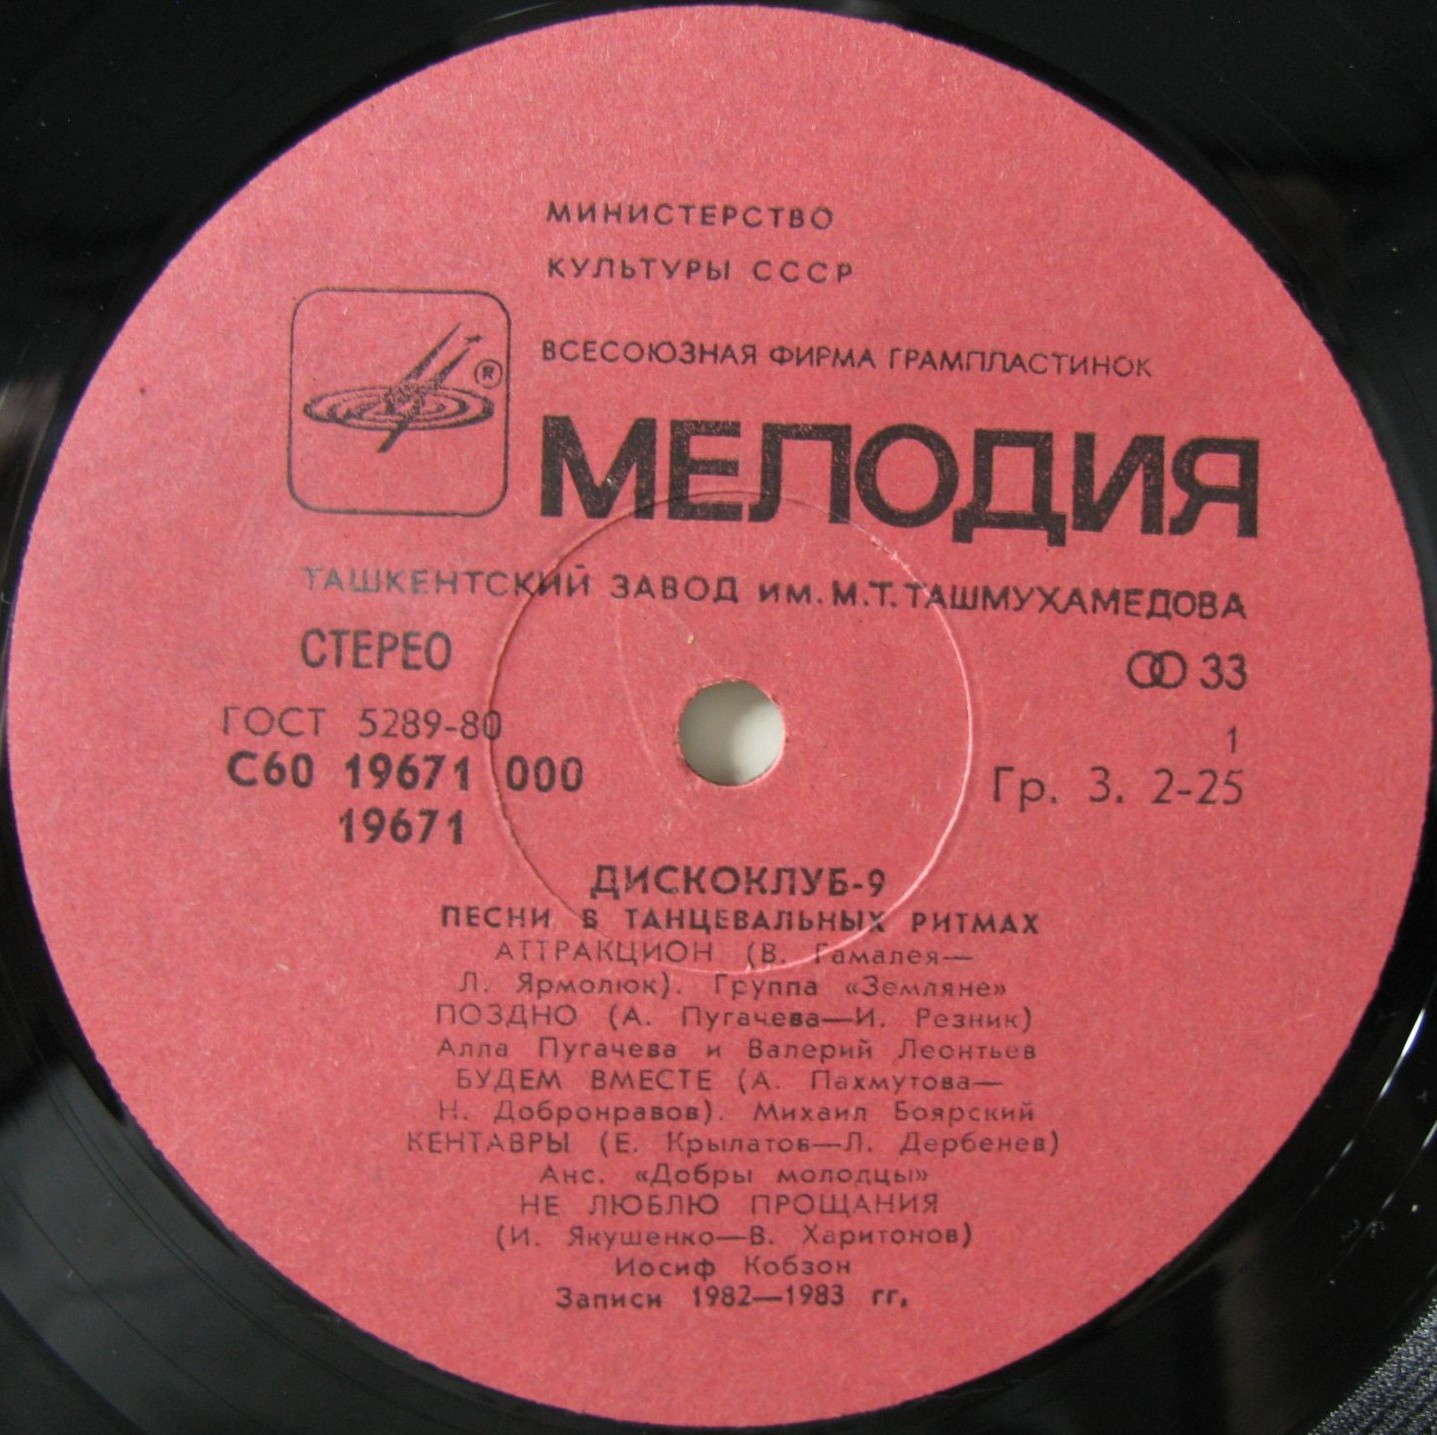 МИНИСТЕРСТВО
КУЛЬТУРЫ СССР
ВСЕСОЮЗНАЯ ФИРМА ГРАМПЛАСТИНОК
®
МЕЛОДИЯ
ТАШКЕНТСКИЙ ЗАВОД ИМ. М.Т. ТАШМУХАМЕДОВА
СТЕРЕО 33
ГОСТ 5289-80 1
С60 19671 000 Гр. 3. 2-25
19671
ДИСКОКЛУБ-9
ПЕСНИ В ТАНЦЕВАЛЬНЫХ РИТМАХ
АТТРАКЦИОН (В. Гамалея—
Л. Ярмолюк). Группа «Земляне»
ПОЗДНО (А. Пугачева—И. Резник)
Алла Пугачева и Валерий Леонтьев
БУДЕМ ВМЕСТЕ (А. Пахмутова—
Н. Добронравов). Михаил Боярский
КЕНТАВРЫ (Е. Крылатов—Л. Дербенев)
Анс. «Добры молодцы»
НЕ ЛЮБЛЮ ПРОЩАНИЯ
(И. Якушенко—В. Харитонов)
Иосиф Кобзон
Записи 1982—1983 гг.